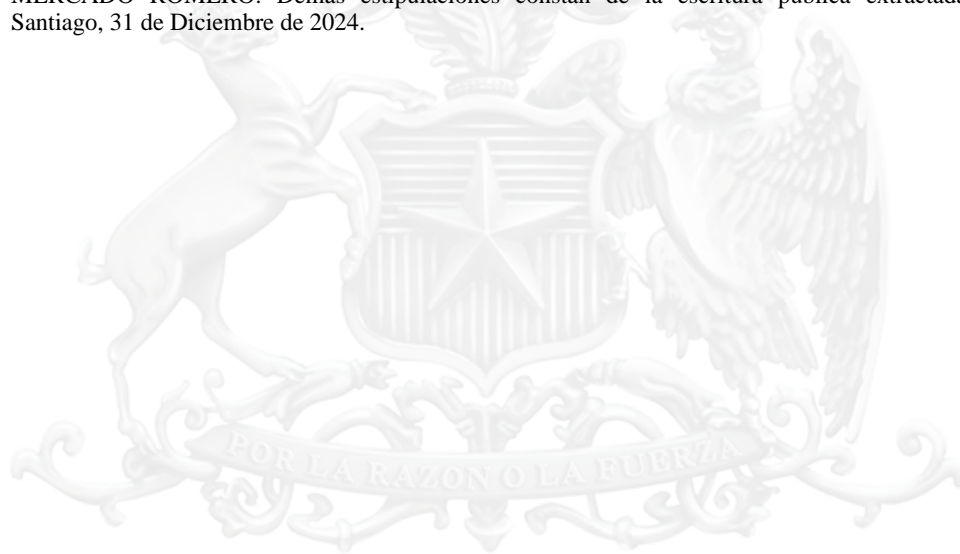 MERCADO ROMERO. Demás estipulaciones constan de la escritura pública extractada
Santiago, 31 de Diciembre de 2024.
POR LA RAZON O LA FUERZA